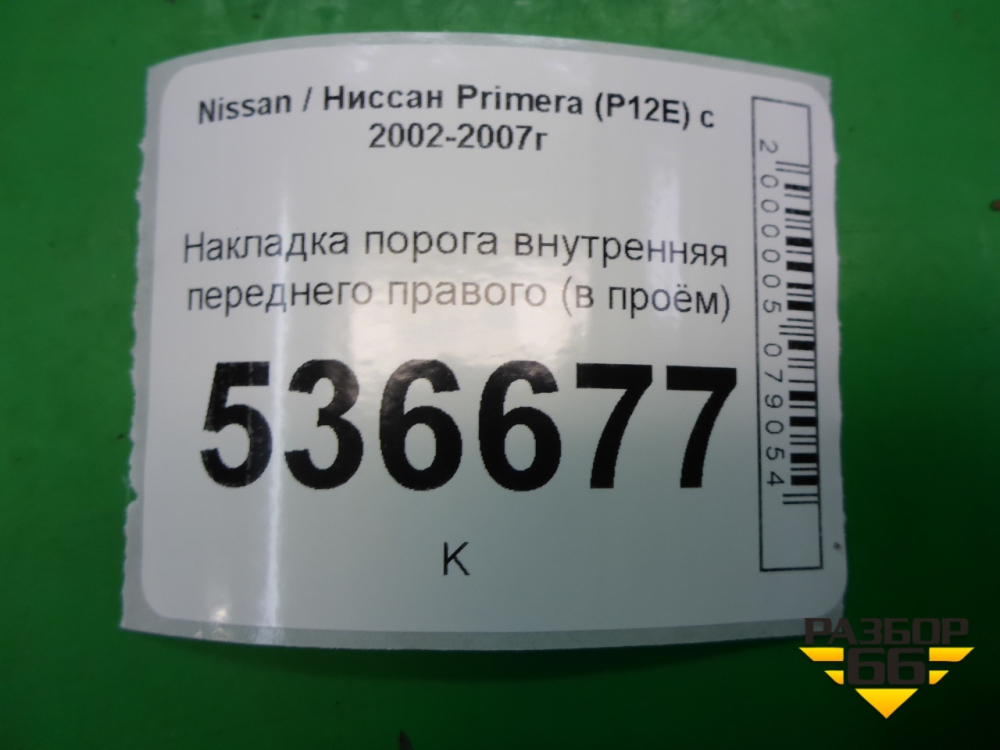 Nissan / Ниссан Primera (P12E) с
2002-2007г
Накладка порога внутренняя
переднего правого (в проём)
536677
К
2000005079054
РАЗБОР
66